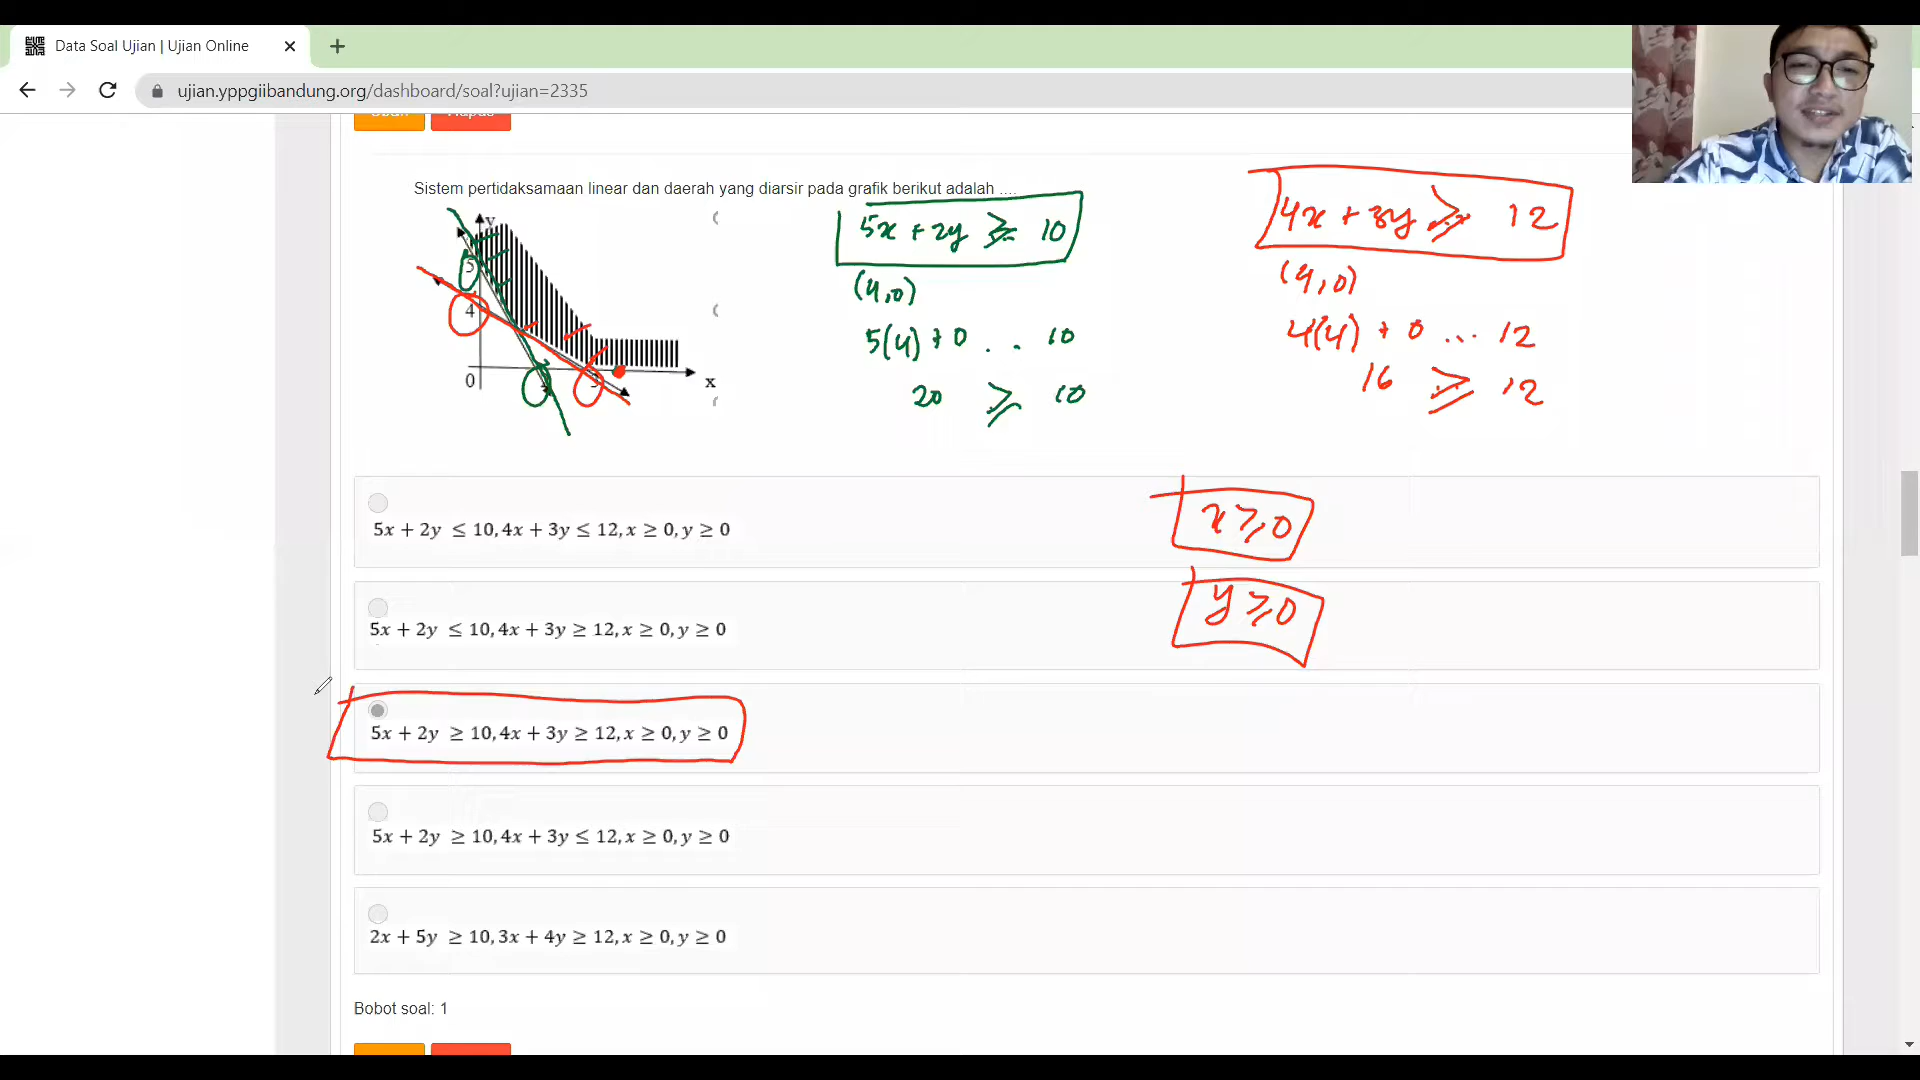 Data Soal Ujian | Ujian Online
ujian.yppgiibandung.org/dashboard/soal?ujian=2335
Sistem pertidaksamaan linear dan daerah yang diarsir pada grafik berikut adalah ....
y
5
4
0
3
x
5x + 2y ≥ 10
(4,0)
5(4) + 0 ... 10
20 ≥ 10
4x + 3y ≥ 12
(4,0)
4(4) + 0 ... 12
16 ≥ 12
x ≥ 0
y ≥ 0
5x + 2y ≤ 10, 4x + 3y ≤ 12, x ≥ 0, y ≥ 0
5x + 2y ≤ 10, 4x + 3y ≥ 12, x ≥ 0, y ≥ 0
5x + 2y ≥ 10, 4x + 3y ≥ 12, x ≥ 0, y ≥ 0
5x + 2y ≥ 10, 4x + 3y ≤ 12, x ≥ 0, y ≥ 0
2x + 5y ≥ 10, 3x + 4y ≥ 12, x ≥ 0, y ≥ 0
Bobot soal: 1